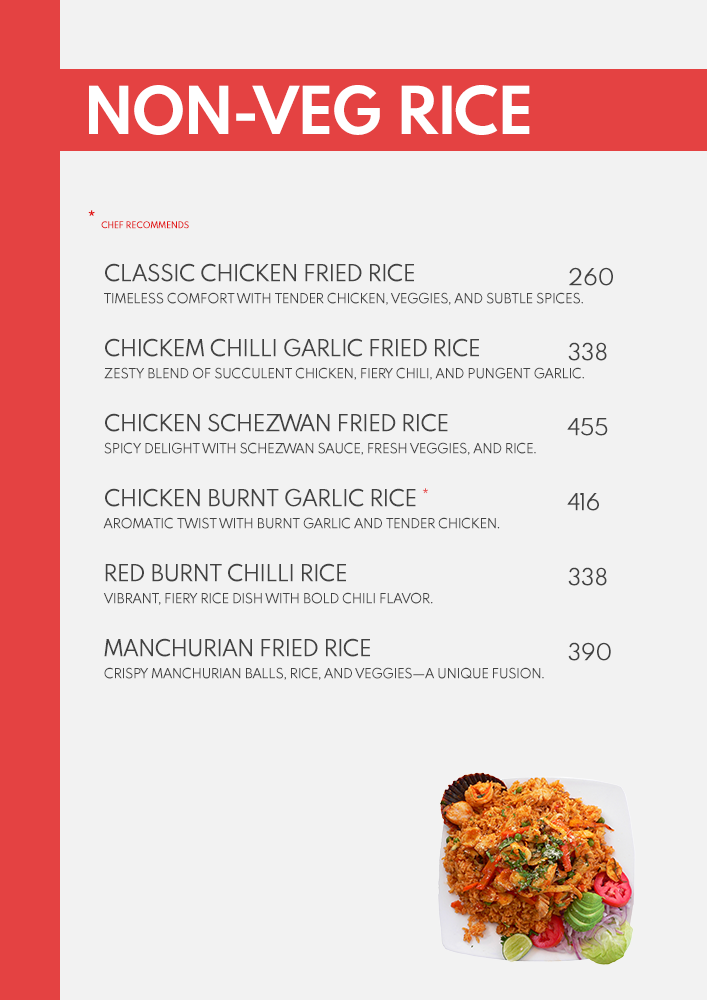 NON-VEG RICE
* CHEF RECOMMENDS
CLASSIC CHICKEN FRIED RICE 260
TIMELESS COMFORT WITH TENDER CHICKEN, VEGGIES, AND SUBTLE SPICES.
CHICKEM CHILLI GARLIC FRIED RICE 338
ZESTY BLEND OF SUCCULENT CHICKEN, FIERY CHILI, AND PUNGENT GARLIC.
CHICKEN SCHEZWAN FRIED RICE 455
SPICY DELIGHT WITH SCHEZWAN SAUCE, FRESH VEGGIES, AND RICE.
CHICKEN BURNT GARLIC RICE * 416
AROMATIC TWIST WITH BURNT GARLIC AND TENDER CHICKEN.
RED BURNT CHILLI RICE 338
VIBRANT, FIERY RICE DISH WITH BOLD CHILI FLAVOR.
MANCHURIAN FRIED RICE 390
CRISPY MANCHURIAN BALLS, RICE, AND VEGGIES—A UNIQUE FUSION.